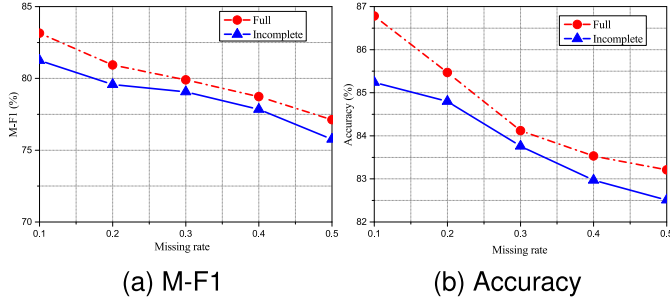 85
80
75
70
M-F1 (%)
0.1 0.2 0.3 0.4 0.5
Missing rate
Full
Incomplete
(a) M-F1
87
86
85
84
83
82
Accuracy (%)
0.1 0.2 0.3 0.4 0.5
Missing rate
Full
Incomplete
(b) Accuracy